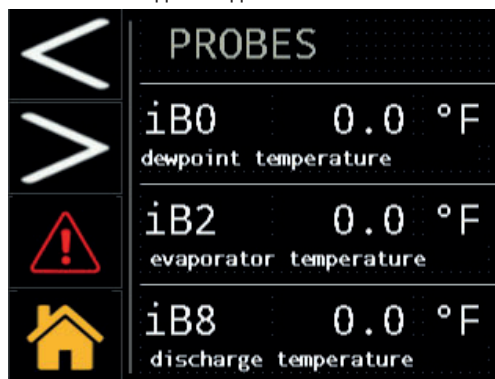 PROBES
iB0 0.0 °F
dewpoint temperature
iB2 0.0 °F
evaporator temperature
iB8 0.0 °F
discharge temperature